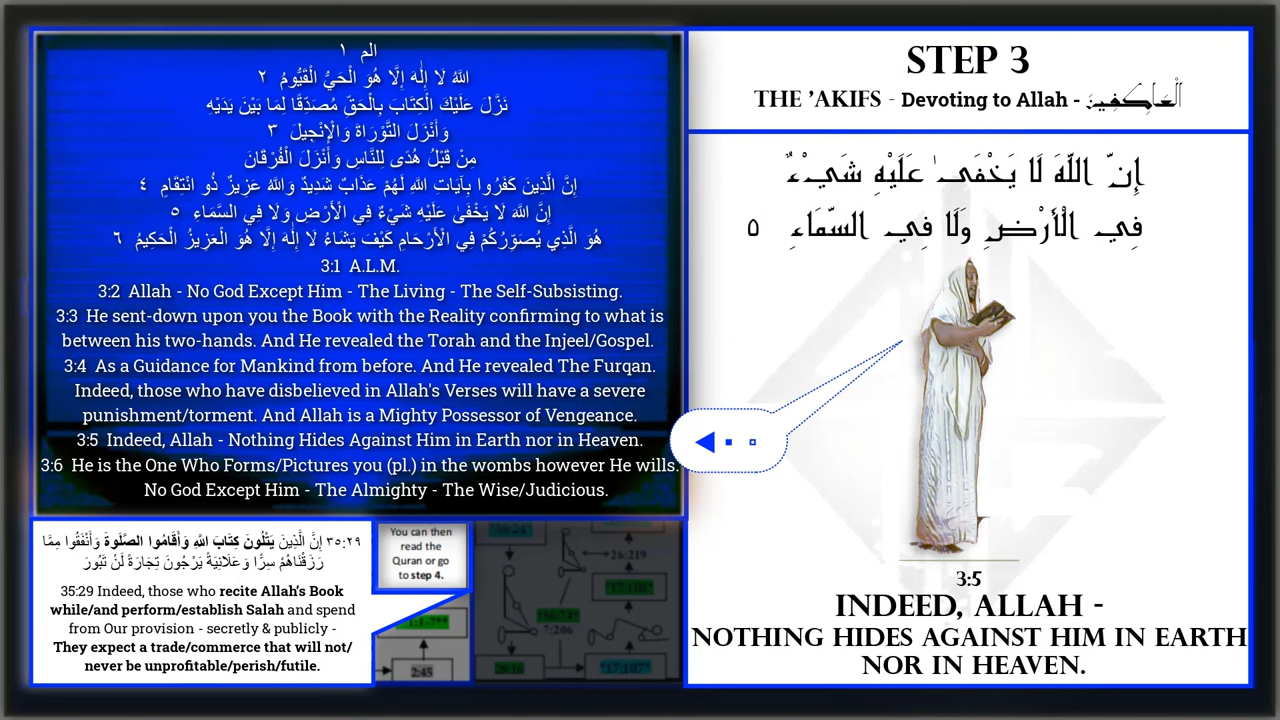 الم ١
اللَّهُ لَا إِلَٰهَ إِلَّا هُوَ الْحَيُّ الْقَيُّومُ ٢
نَزَّلَ عَلَيْكَ الْكِتَابَ بِالْحَقِّ مُصَدِّقًا لِمَا بَيْنَ يَدَيْهِ
وَأَنْزَلَ التَّوْرَاةَ وَالْإِنْجِيلَ ٣
مِنْ قَبْلُ هُدًى لِلنَّاسِ وَأَنْزَلَ الْفُرْقَانَ
إِنَّ الَّذِينَ كَفَرُوا بِآيَاتِ اللَّهِ لَهُمْ عَذَابٌ شَدِيدٌ وَاللَّهُ عَزِيزٌ ذُو انْتِقَامٍ ٤
إِنَّ اللَّهَ لَا يَخْفَىٰ عَلَيْهِ شَيْءٌ فِي الْأَرْضِ وَلَا فِي السَّمَاءِ ٥
هُوَ الَّذِي يُصَوِّرُكُمْ فِي الْأَرْحَامِ كَيْفَ يَشَاءُ لَا إِلَهَ إِلَّا هُوَ الْعَزِيزُ الْحَكِيمُ ٦
3:1 A.L.M.
3:2 Allah - No God Except Him - The Living - The Self-Subsisting.
3:3 He sent-down upon you the Book with the Reality confirming to what is
between his two-hands. And He revealed the Torah and the Injeel/Gospel.
3:4 As a Guidance for Mankind from before. And He revealed The Furqan.
Indeed, those who have disbelieved in Allah's Verses will have a severe
punishment/torment. And Allah is a Mighty Possessor of Vengeance.
3:5 Indeed, Allah - Nothing Hides Against Him in Earth nor in Heaven.
3:6 He is the One Who Forms/Pictures you (pl.) in the wombs however He wills.
No God Except Him - The Almighty - The Wise/Judicious.
٣٥:٢٩ إِنَّ الَّذِينَ يَتْلُونَ كِتَابَ اللَّهِ وَأَقَامُوا الصَّلَوةَ وَأَنْفَقُوا مِمَّا
رَزَقْنَاهُمْ سِرًّا وَعَلَانِيَةً يَرْجُونَ تِجَارَةً لَنْ تَبُورَ
35:29 Indeed, those who recite Allah's Book
while/and perform/establish Salah and spend
from Our provision - secretly & publicly -
They expect a trade/commerce that will not/
never be unprofitable/perish/futile.
You can then
read the
Quran or go
to step 4.
2:45
26:219
7:206
"17:107"
STEP 3
THE 'AKIFS - Devoting to Allah - الْعَاكِفِينَ
إِنَّ اللَّهَ لَا يَخْفَىٰ عَلَيْهِ شَيْءٌ
فِي الْأَرْضِ وَلَا فِي السَّمَاءِ ٥
3:5
INDEED, ALLAH -
NOTHING HIDES AGAINST HIM IN EARTH
NOR IN HEAVEN.